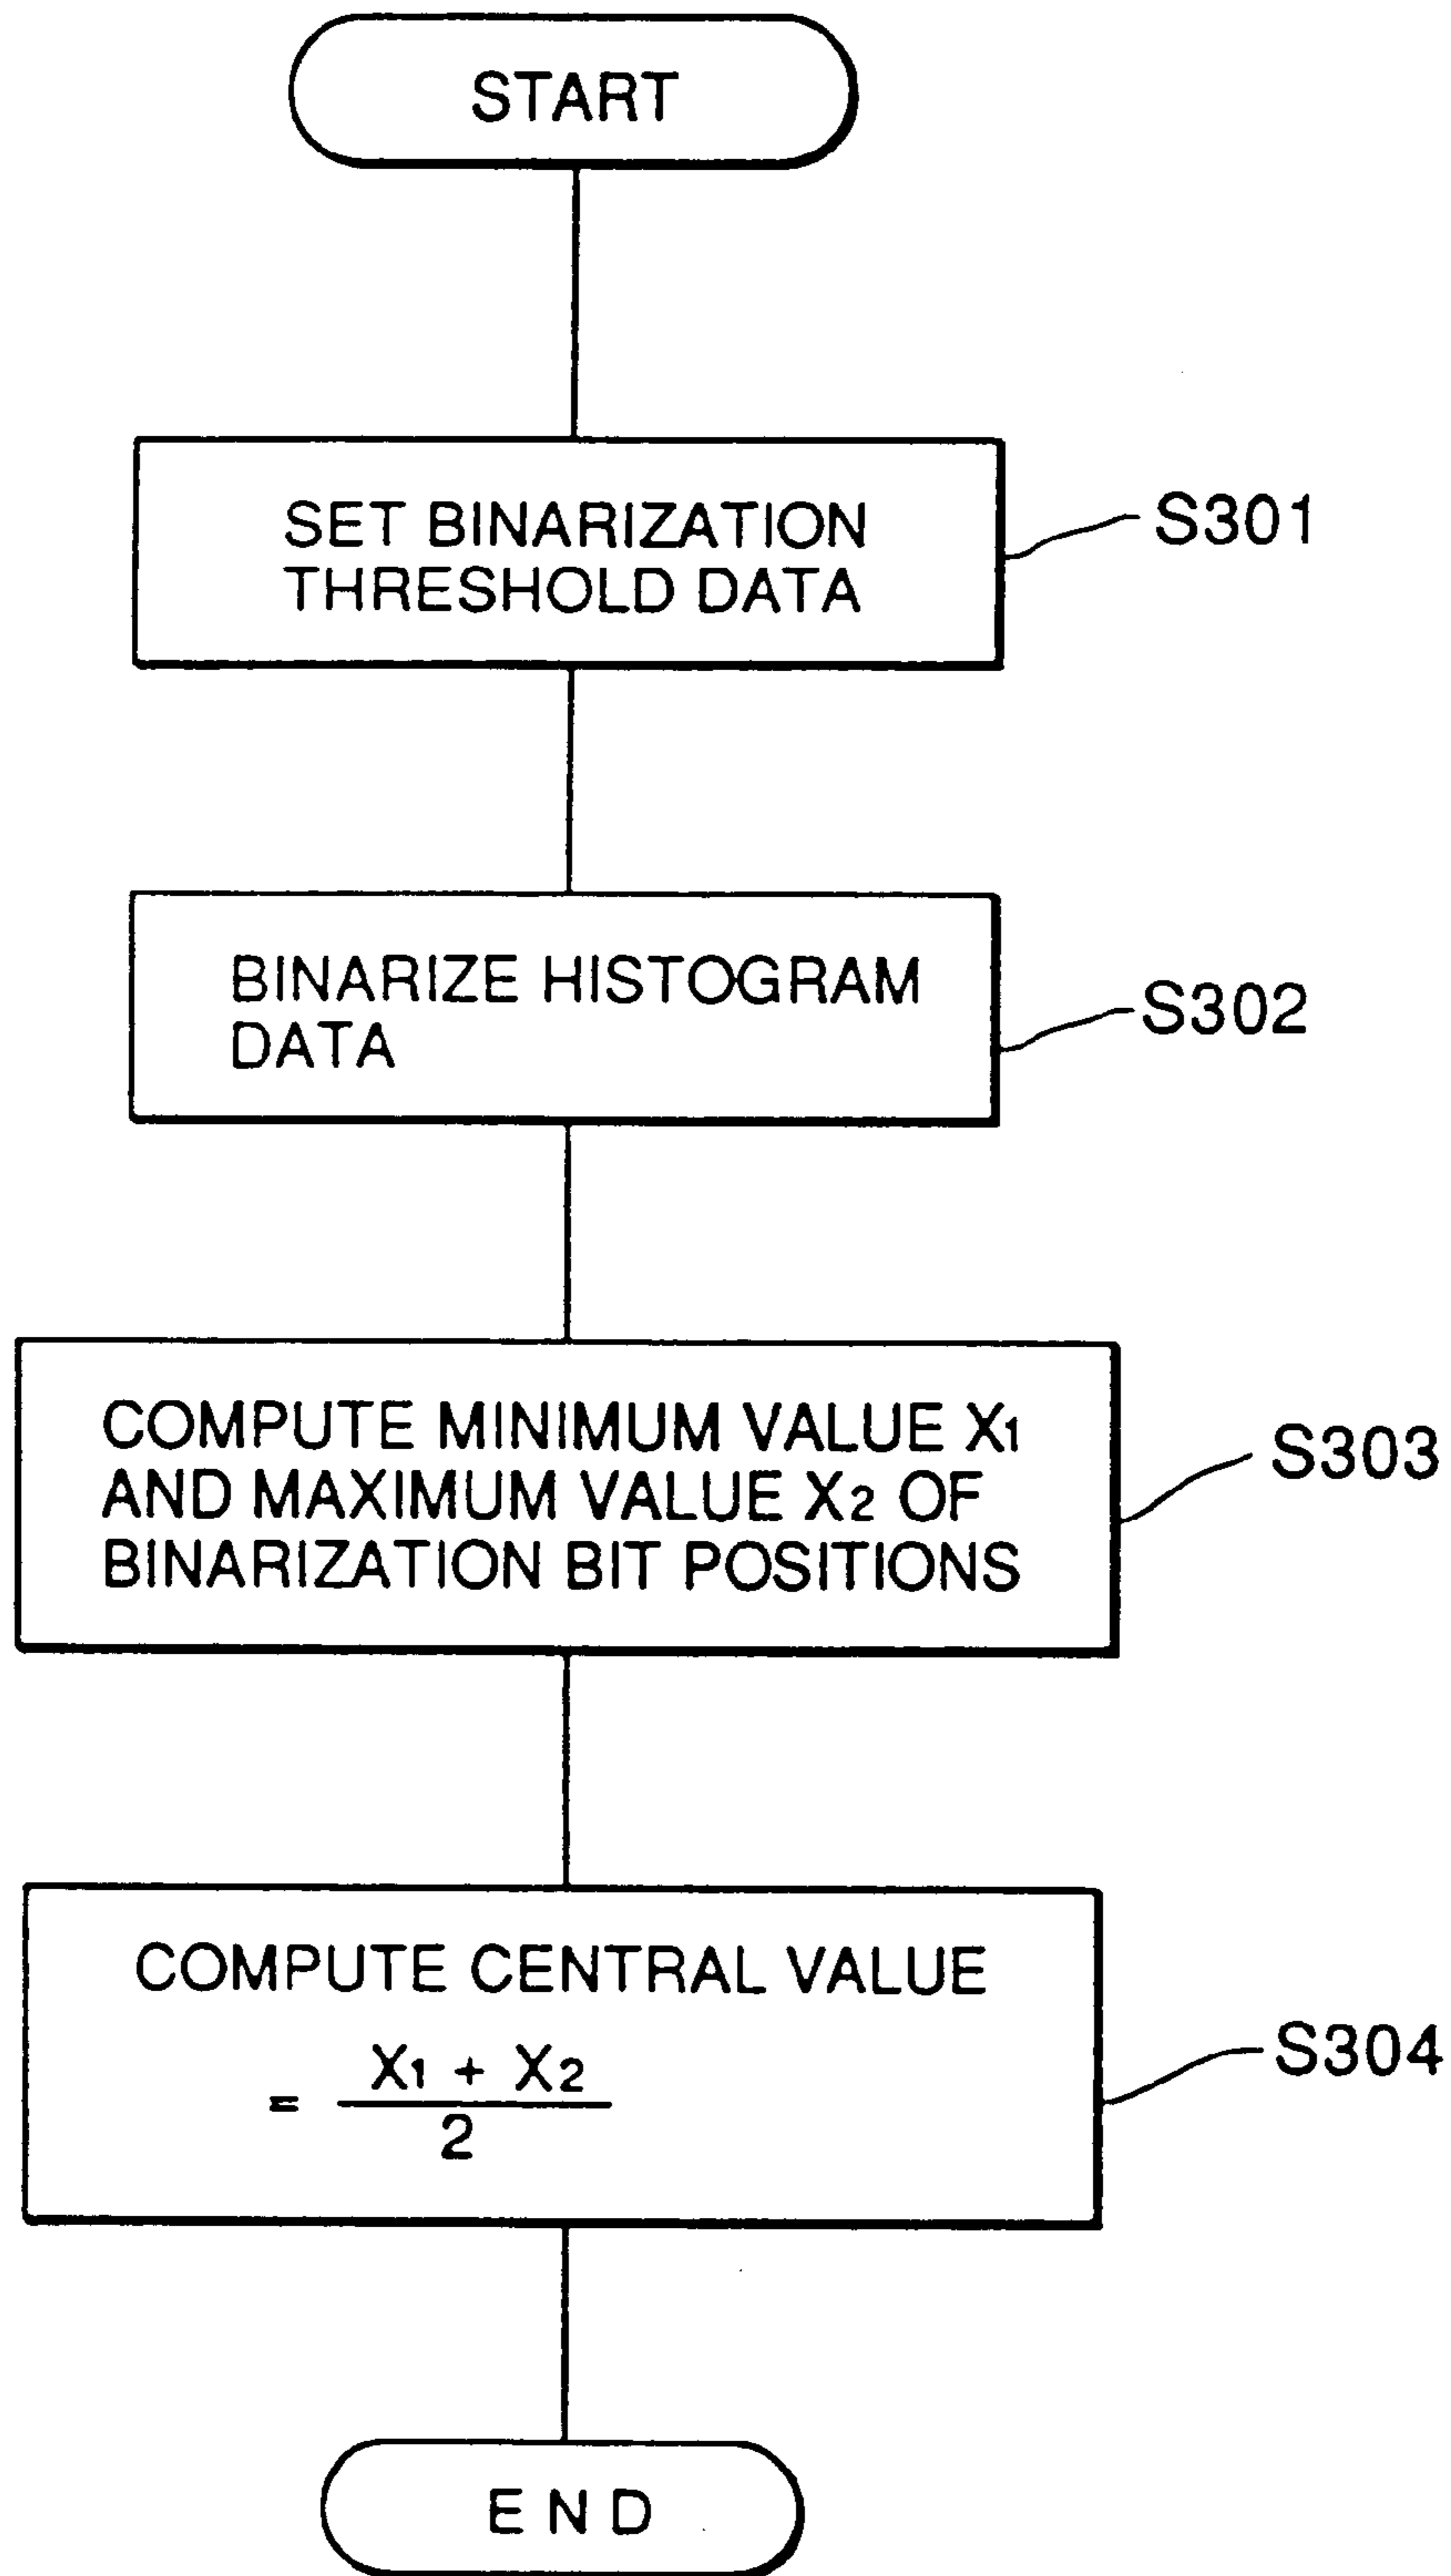 START
SET BINARIZATION
THRESHOLD DATA
S301
BINARIZE HISTOGRAM
DATA
S302
COMPUTE MINIMUM VALUE X1
AND MAXIMUM VALUE X2 OF
BINARIZATION BIT POSITIONS
S303
COMPUTE CENTRAL VALUE
= X1 + X2
2
S304
END